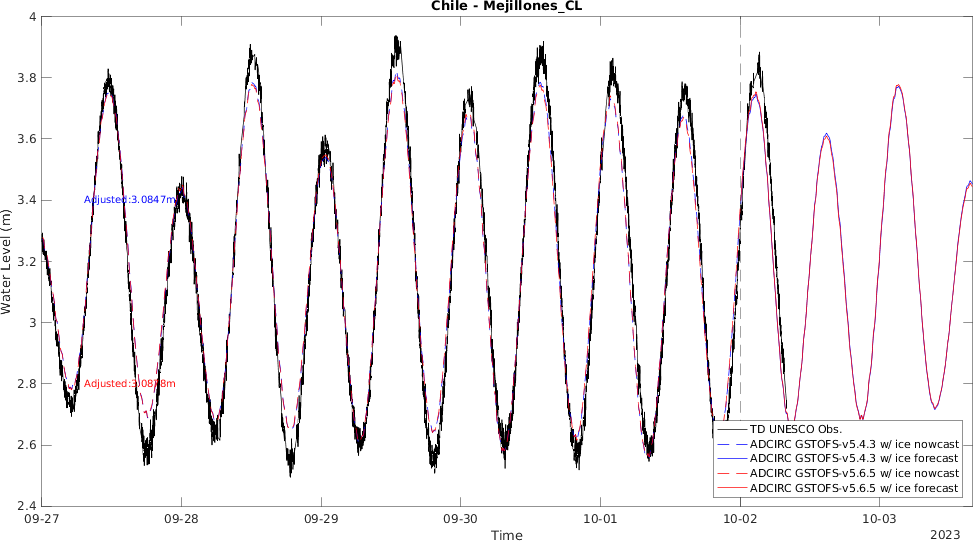 Chile - Mejillones_CL
Water Level (m)
4
3.8
3.6
3.4
3.2
3
2.8
2.6
2.4
Adjusted:3.0847m
TD UNESCO Obs.
ADCIRC GSTOFS-v5.4.3 w/ ice nowcast
ADCIRC GSTOFS-v5.4.3 w/ ice forecast
ADCIRC GSTOFS-v5.6.5 w/ ice nowcast
ADCIRC GSTOFS-v5.6.5 w/ ice forecast
09-27 09-28 09-29 09-30 10-01 10-02 10-03
Time
2023